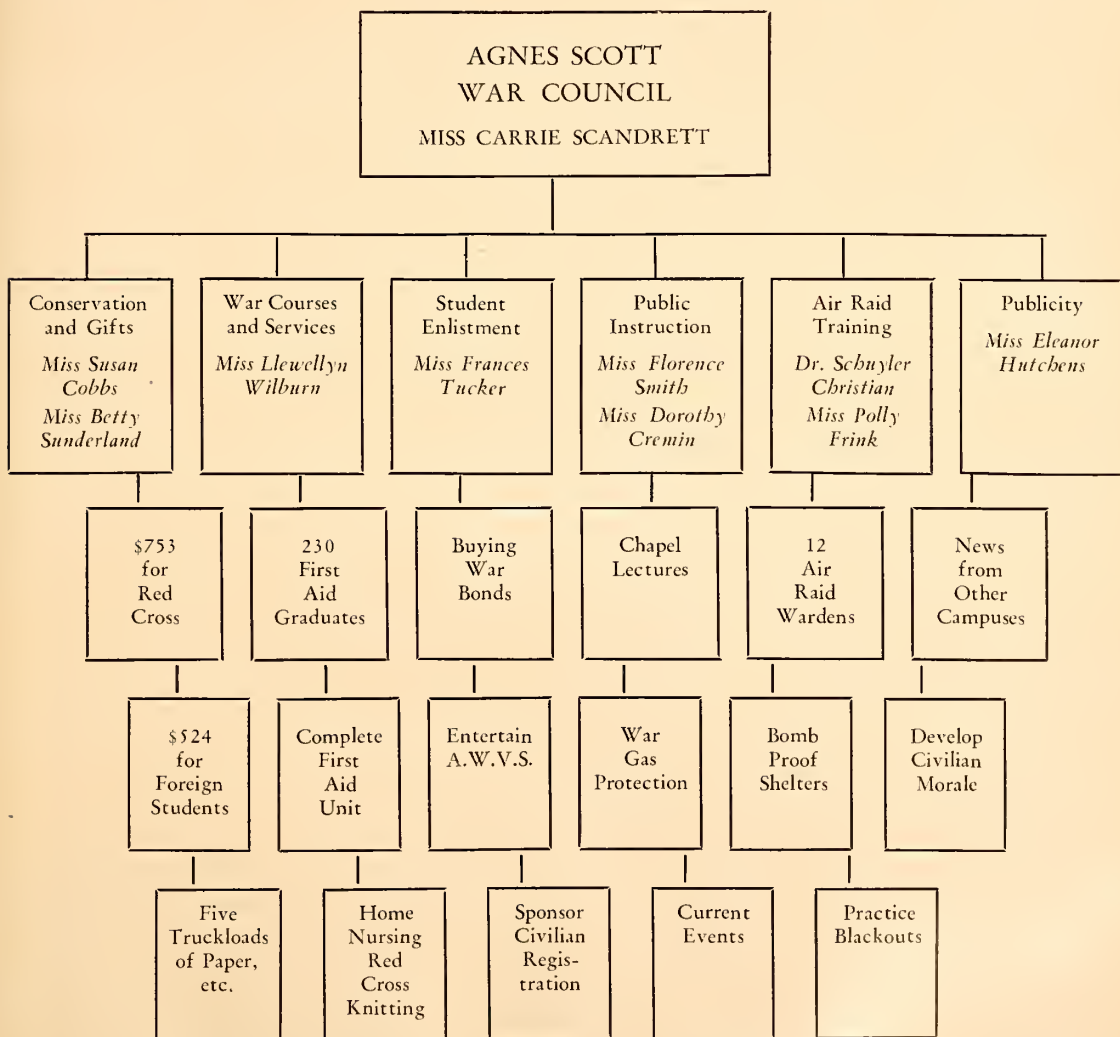 AGNES SCOTT
WAR COUNCIL
MISS CARRIE SCANDRETT
Conservation
and Gifts
Miss Susan
Cobbs
Miss Betty
Sunderland
War Courses
and Services
Miss Llewellyn
Wilburn
Student
Enlistment
Miss Frances
Tucker
Public
Instruction
Miss Florence
Smith
Miss Dorothy
Cremin
Air Raid
Training
Dr. Schuyler
Christian
Miss Polly
Frink
Publicity
Miss Eleanor
Hutchens
$753
for
Red
Cross
230
First
Aid
Graduates
Buying
War
Bonds
Chapel
Lectures
12
Air
Raid
Wardens
News
from
Other
Campuses
$524
for
Foreign
Students
Complete
First
Aid
Unit
Entertain
A.W.V.S.
War
Gas
Protection
Bomb
Proof
Shelters
Develop
Civilian
Morale
Five
Truckloads
of Paper,
etc.
Home
Nursing
Red
Cross
Knitting
Sponsor
Civilian
Regis-
tration
Current
Events
Practice
Blackouts